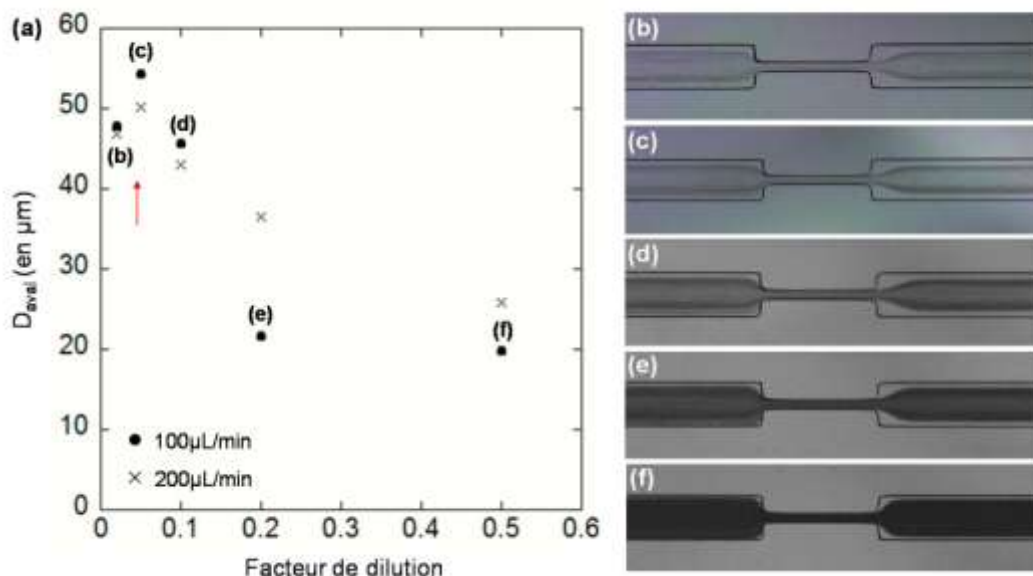 (a)
60
50
40
30
20
10
0
D_aval (en µm)
(c)
(b)
(d)
(e)
(f)
100µL/min
200µL/min
0 0.1 0.2 0.3 0.4 0.5 0.6
Facteur de dilution
(b)
(c)
(d)
(e)
(f)